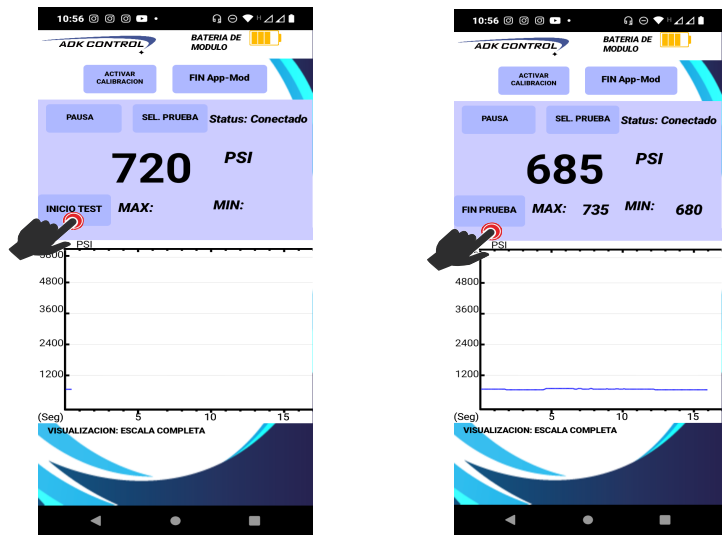 10:56
ADK CONTROL
BATERIA DE
MODULO
ACTIVAR
CALIBRACION
FIN App-Mod
PAUSA
SEL. PRUEBA
Status: Conectado
720
PSI
INICIO TEST
MAX:
MIN:
PSI
4800
3600
2400
1200
(Seg)
5
10
15
VISUALIZACION: ESCALA COMPLETA
10:56
ADK CONTROL
BATERIA DE
MODULO
ACTIVAR
CALIBRACION
FIN App-Mod
PAUSA
SEL. PRUEBA
Status: Conectado
685
PSI
FIN PRUEBA
MAX: 735
MIN: 680
PSI
4800
3600
2400
1200
(Seg)
5
10
15
VISUALIZACION: ESCALA COMPLETA